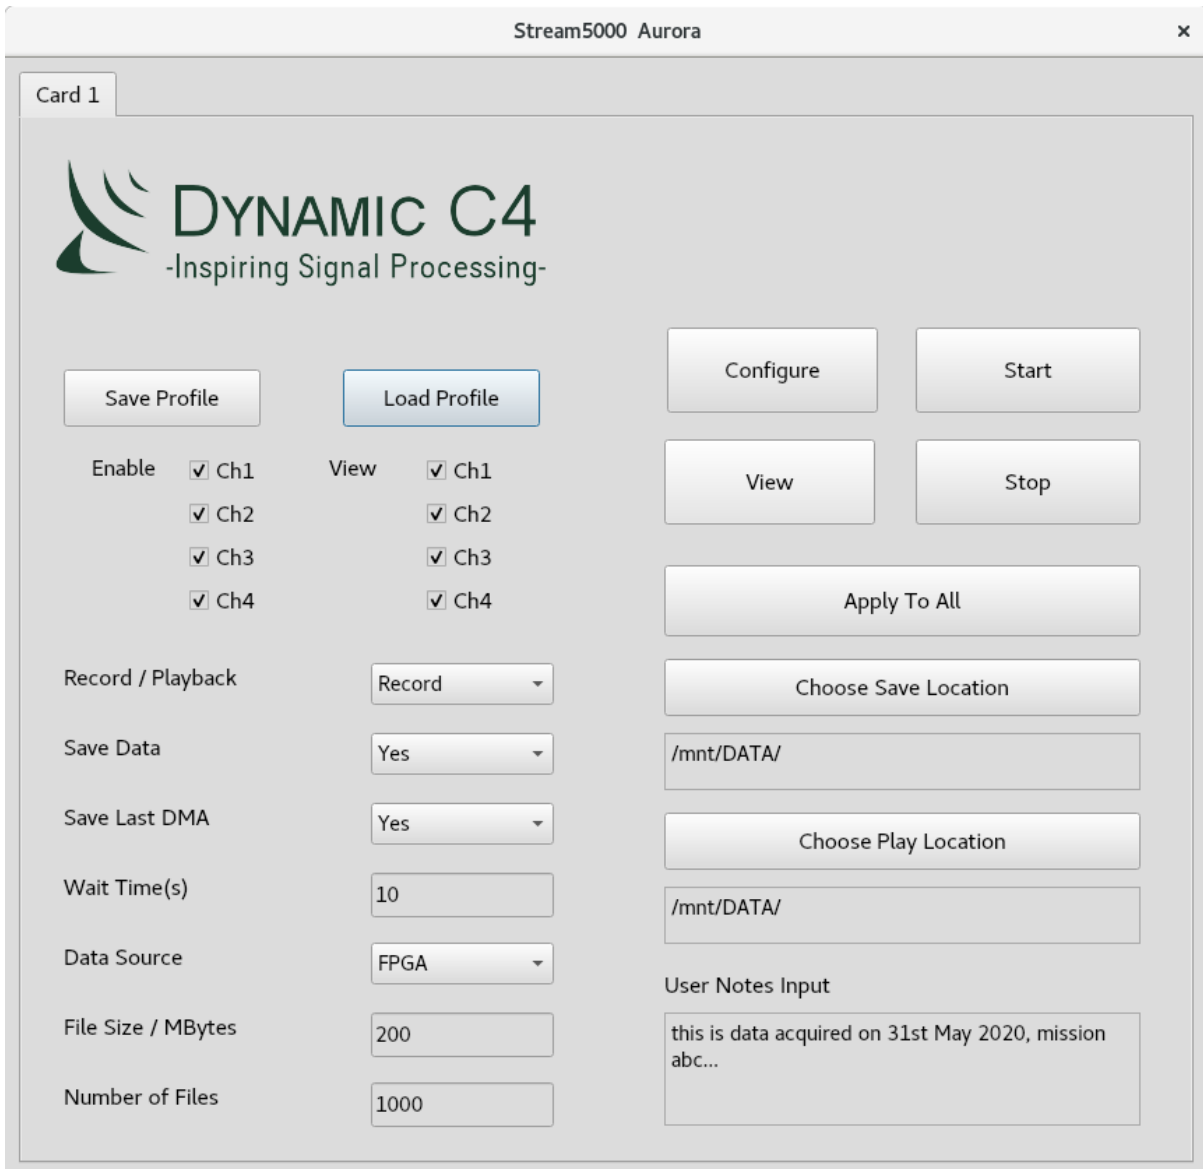 Stream5000 Aurora
×
Card 1
DYNAMIC C4
-Inspiring Signal Processing-
Save Profile
Load Profile
Enable
Ch1
Ch2
Ch3
Ch4
View
Ch1
Ch2
Ch3
Ch4
Record / Playback
Record
Save Data
Yes
Save Last DMA
Yes
Wait Time(s)
10
Data Source
FPGA
File Size / MBytes
200
Number of Files
1000
Configure
Start
View
Stop
Apply To All
Choose Save Location
/mnt/DATA/
Choose Play Location
/mnt/DATA/
User Notes Input
this is data acquired on 31st May 2020, mission
abc...